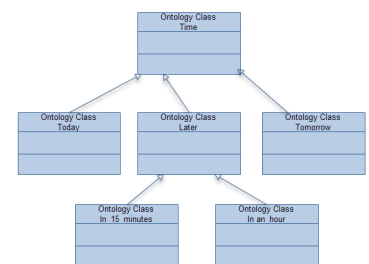 Ontology Class
Time
Ontology Class
Today
Ontology Class
Later
Ontology Class
Tomorrow
Ontology Class
In 15 minutes
Ontology Class
In an hour